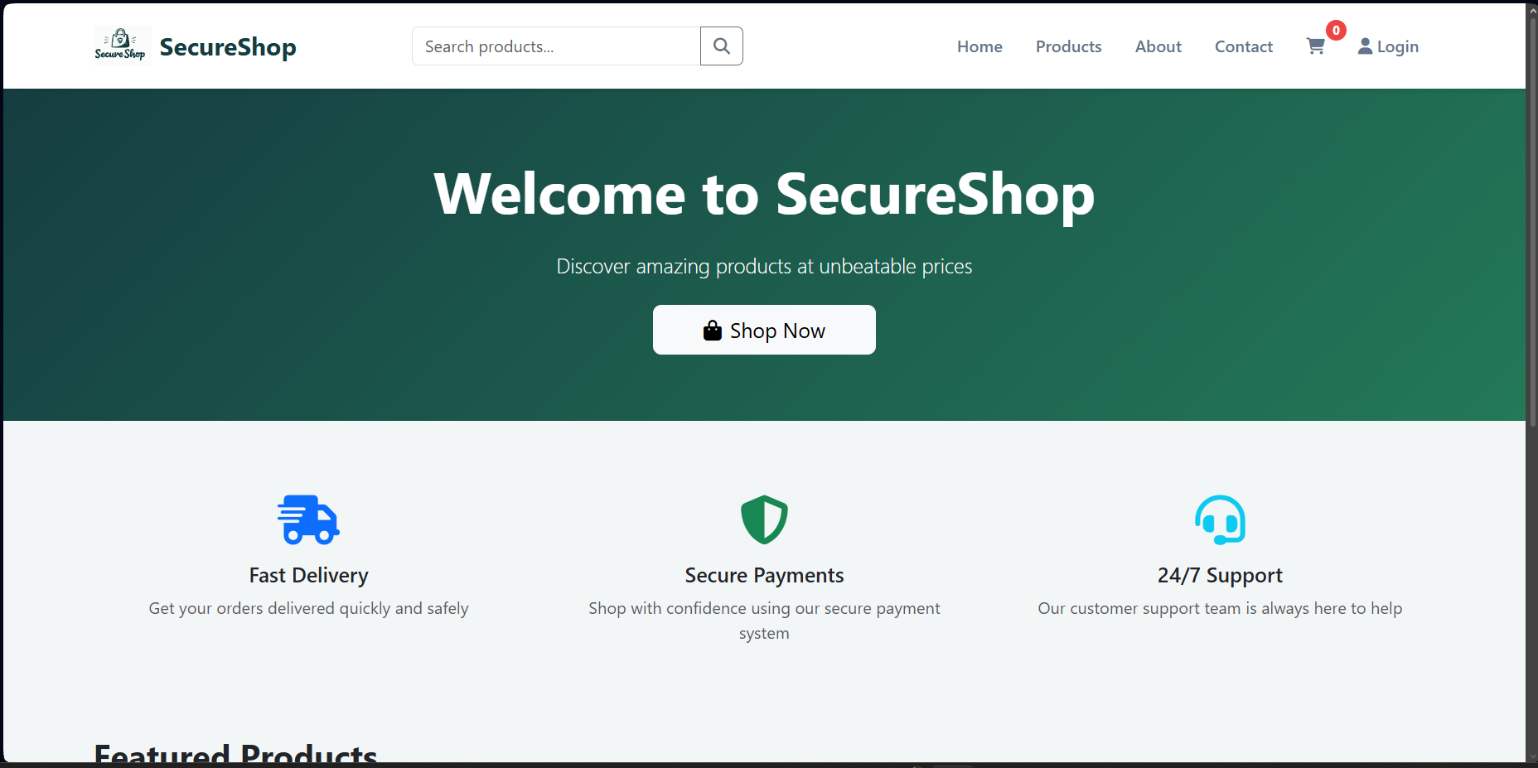 SecureShop
SecureShop
Search products...
Home
Products
About
Contact
0
Login
Welcome to SecureShop
Discover amazing products at unbeatable prices
Shop Now
Fast Delivery
Get your orders delivered quickly and safely
Secure Payments
Shop with confidence using our secure payment
system
24/7 Support
Our customer support team is always here to help
Featured Products